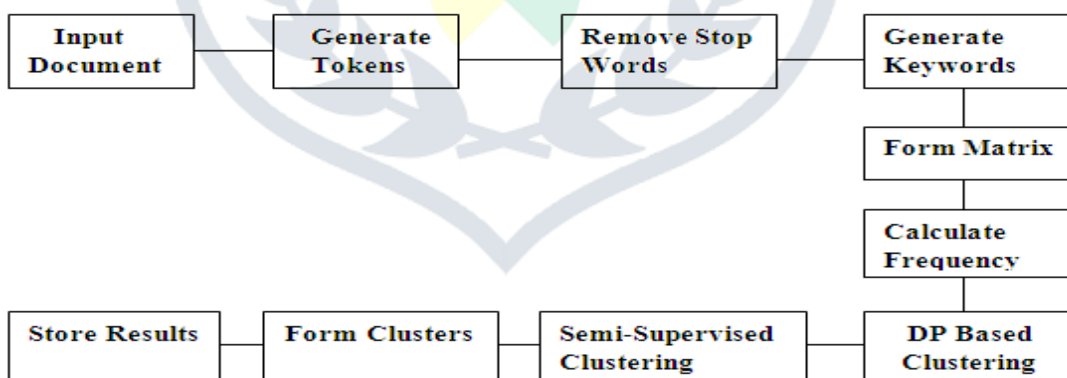 Input
Document
Generate
Tokens
Remove Stop
Words
Generate
Keywords
Form Matrix
Calculate
Frequency
DP Based
Clustering
Semi-Supervised
Clustering
Form Clusters
Store Results